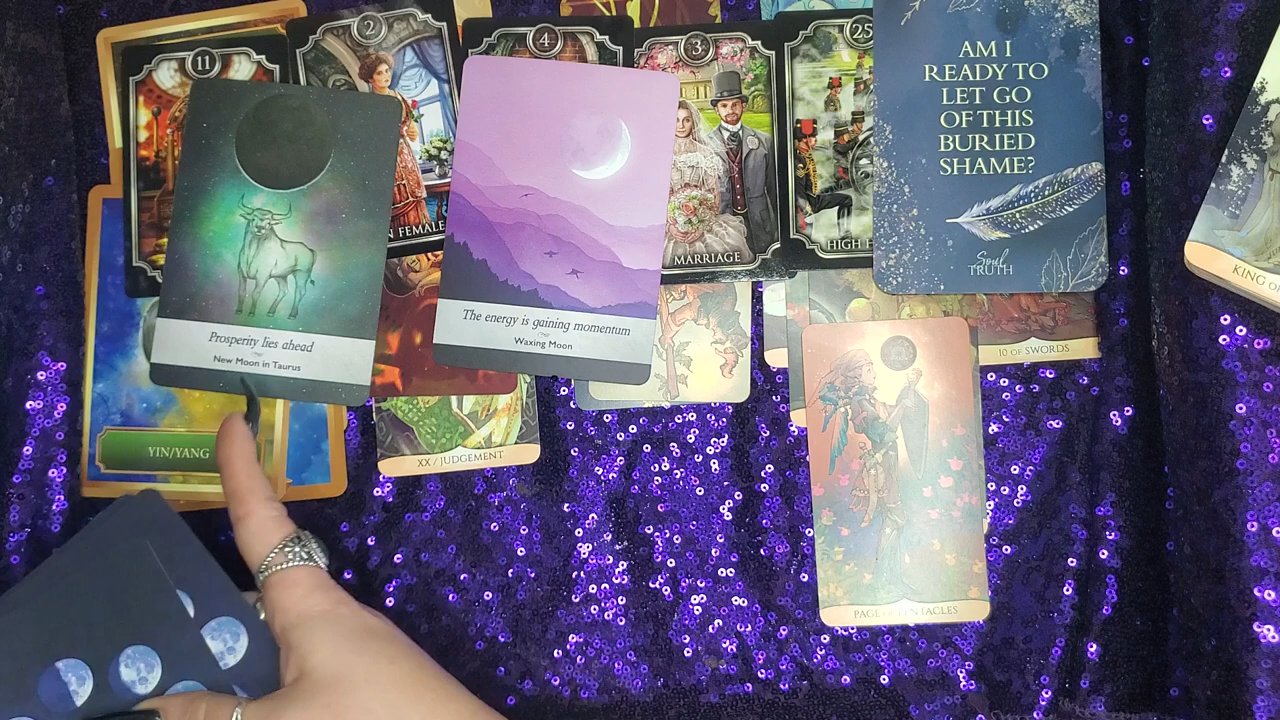 11
2
N FEMALE
4
3
MARRIAGE
25
HIGH
AM I
READY TO
LET GO
OF THIS
BURIED
SHAME?
Soul
TRUTH
Prosperity lies ahead
New Moon in Taurus
The energy is gaining momentum
Waxing Moon
KING O
10 OF SWORDS
YIN/YANG
XX / JUDGEMENT
PAGE OF PENTACLES